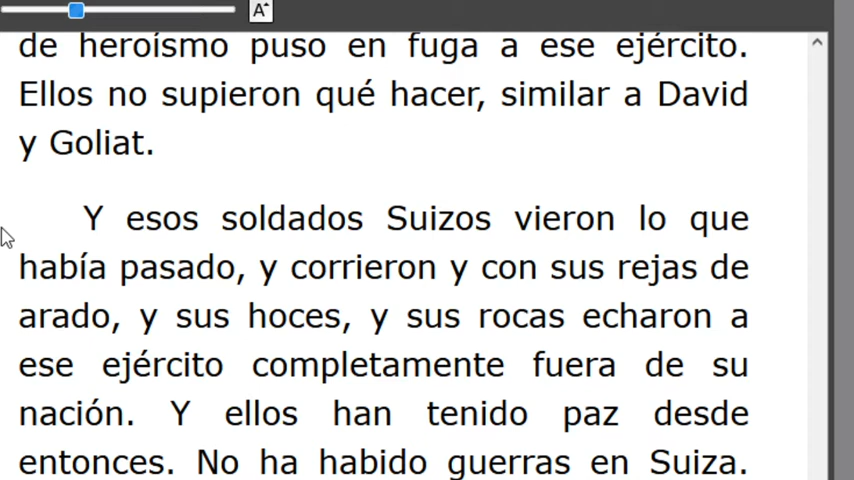 A
de heroísmo puso en fuga a ese ejército.
Ellos no supieron qué hacer, similar a David
y Goliat.
Y esos soldados Suizos vieron lo que
había pasado, y corrieron y con sus rejas de
arado, y sus hoces, y sus rocas echaron a
ese ejército completamente fuera de su
nación. Y ellos han tenido paz desde
entonces. No ha habido guerras en Suiza.